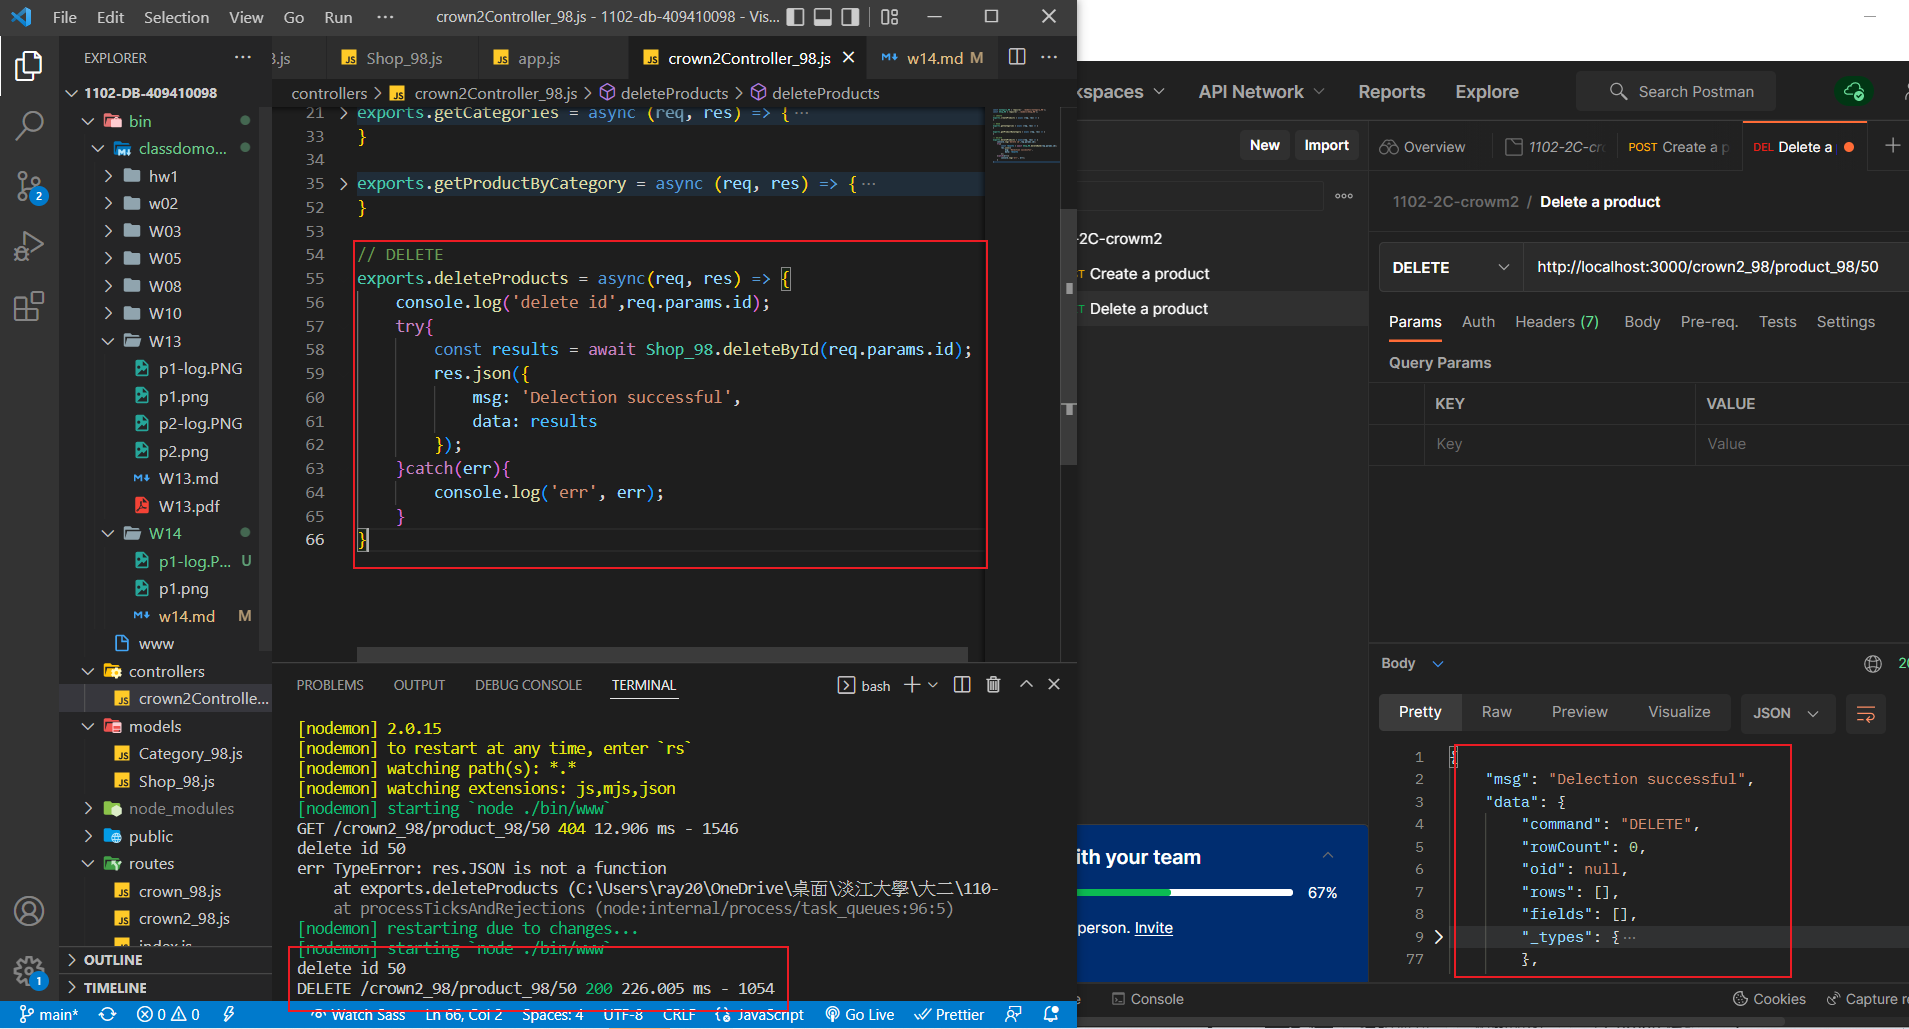 File Edit Selection View Go Run ··· crown2Controller_98.js - 1102-db-409410098 - Vis...
EXPLORER
1102-DB-409410098
bin
classdomo...
hw1
w02
W03
W05
W08
W10
W13
p1-log.PNG
p1.png
p2-log.PNG
p2.png
W13.md
W13.pdf
W14
p1-log.P... U
p1.png
w14.md M
www
controllers
crown2Controlle...
models
Category_98.js
Shop_98.js
node_modules
public
routes
crown_98.js
crown2_98.js
index.js
OUTLINE
TIMELINE
3.js Shop_98.js app.js crown2Controller_98.js w14.md M
controllers > crown2Controller_98.js > deleteProducts > deleteProducts
21 exports.getCategories = async (req, res) => {···
33 }
34
35 exports.getProductByCategory = async (req, res) => {···
52 }
53
54 // DELETE
55 exports.deleteProducts = async(req, res) => {
56 console.log('delete id',req.params.id);
57 try{
58 const results = await Shop_98.deleteById(req.params.id);
59 res.json({
60 msg: 'Delection successful',
61 data: results
62 });
63 }catch(err){
64 console.log('err', err);
65 }
66 }
PROBLEMS OUTPUT DEBUG CONSOLE TERMINAL bash
[nodemon] 2.0.15
[nodemon] to restart at any time, enter `rs`
[nodemon] watching path(s): *.*
[nodemon] watching extensions: js,mjs,json
[nodemon] starting `node ./bin/www`
GET /crown2_98/product_98/50 404 12.906 ms - 1546
delete id 50
err TypeError: res.JSON is not a function
at exports.deleteProducts (C:\Users\ray20\OneDrive\桌面\淡江大學\大二\110-
at processTicksAndRejections (node:internal/process/task_queues:96:5)
[nodemon] restarting due to changes...
[nodemon] starting `node ./bin/www`
delete id 50
DELETE /crown2_98/product_98/50 200 226.005 ms - 1054
2
1
main* 0 0 Watch Sass Ln 66, Col 2 Spaces: 4 UTF-8 CRLF JavaScript Go Live Prettier
kspaces API Network Reports Explore Search Postman
New Import
Overview 1102-2C-cr POST Create a p DEL Delete a
1102-2C-crowm2 / Delete a product
-2C-crowm2
T Create a product
T Delete a product
DELETE http://localhost:3000/crown2_98/product_98/50
Params Auth Headers (7) Body Pre-req. Tests Settings
Query Params
KEY VALUE
Key Value
Body 20
Pretty Raw Preview Visualize JSON
1 {
2 "msg": "Delection successful",
3 "data": {
4 "command": "DELETE",
5 "rowCount": 0,
6 "oid": null,
7 "rows": [],
8 "fields": [],
9 "_types": {···
77 },
ith your team
67%
person. Invite
Console Cookies Capture re